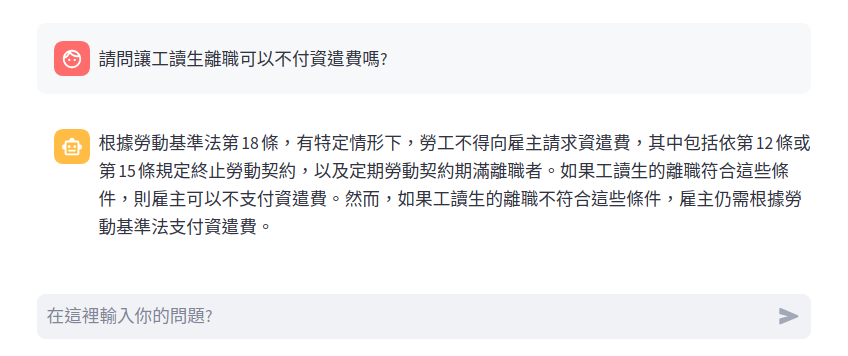 請問讓工讀生離職可以不付資遣費嗎?
根據勞動基準法第18條，有特定情形下，勞工不得向雇主請求資遣費，其中包括依第12條或
第15條規定終止勞動契約，以及定期勞動契約期滿離職者。如果工讀生的離職符合這些條
件，則雇主可以不支付資遣費。然而，如果工讀生的離職不符合這些條件，雇主仍需根據勞
動基準法支付資遣費。
在這裡輸入你的問題?